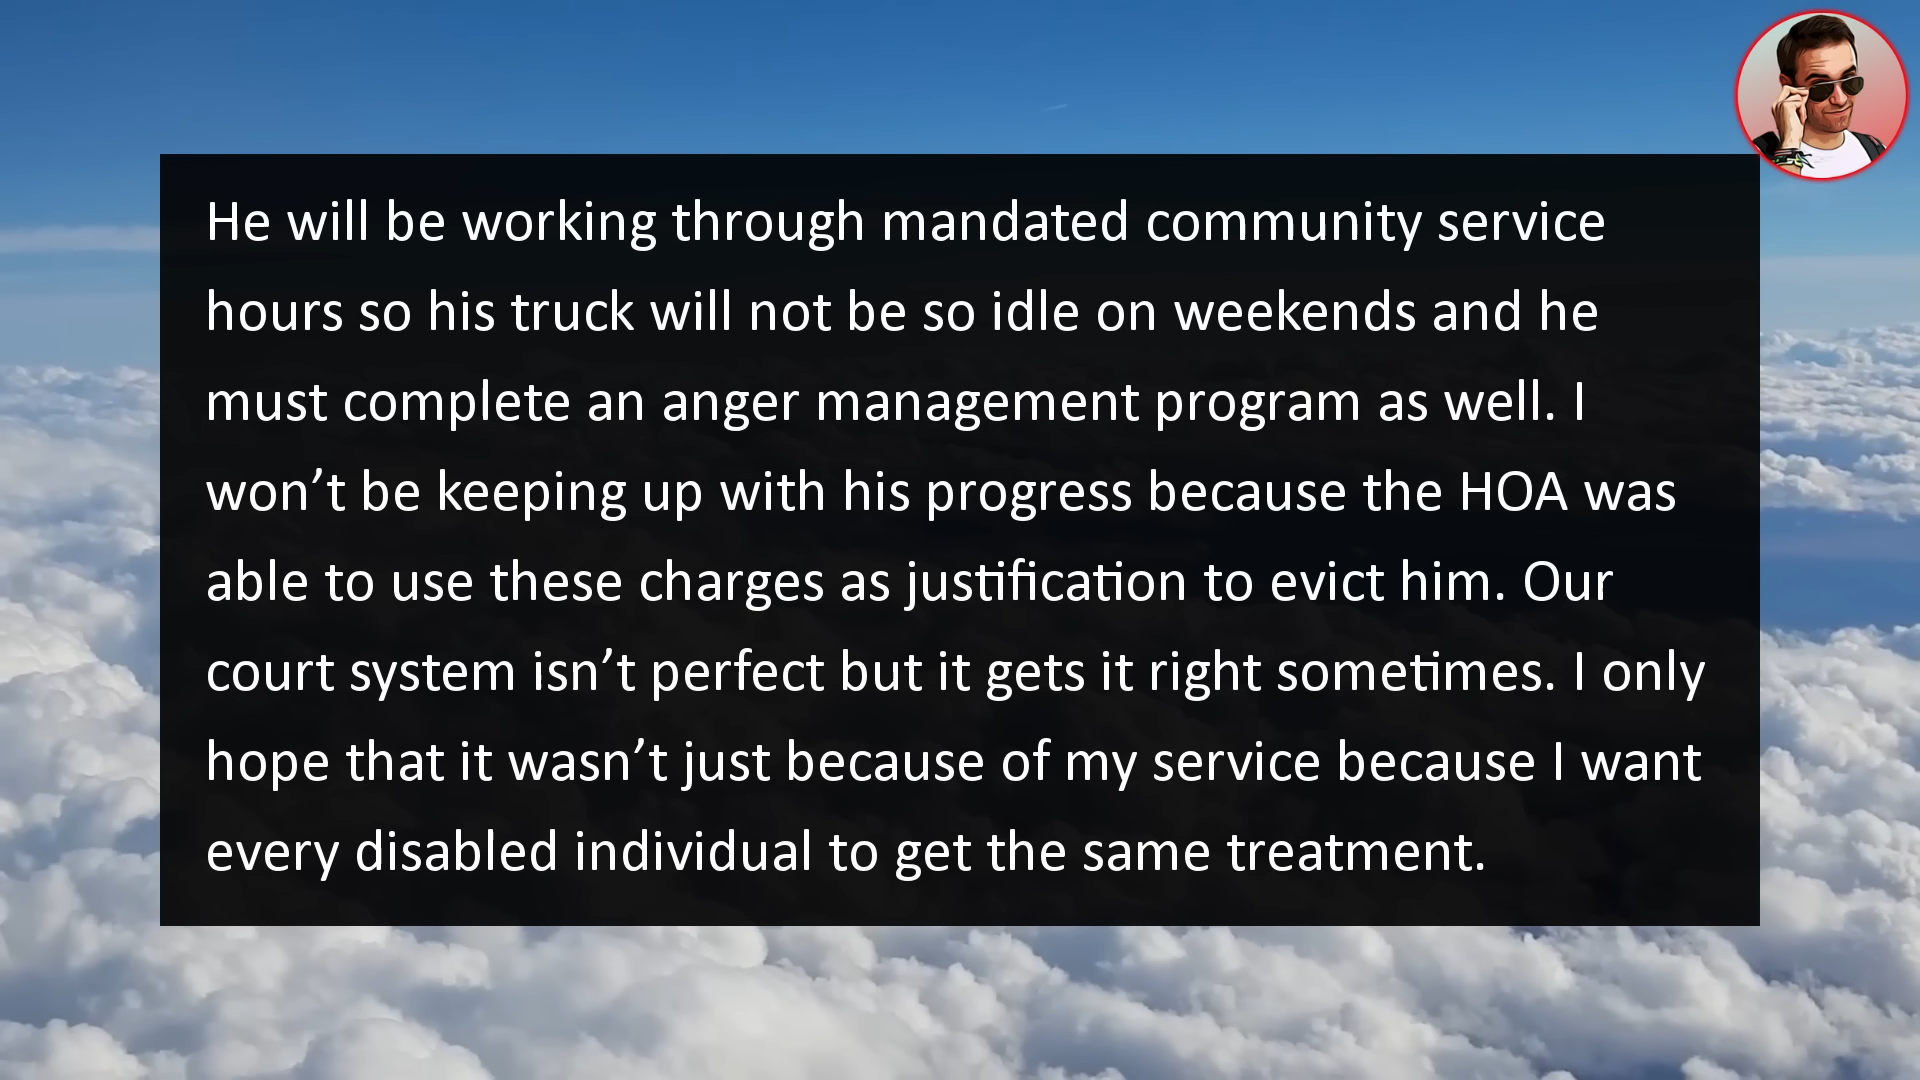 He will be working through mandated community service
hours so his truck will not be so idle on weekends and he
must complete an anger management program as well. I
won’t be keeping up with his progress because the HOA was
able to use these charges as justification to evict him. Our
court system isn’t perfect but it gets it right sometimes. I only
hope that it wasn’t just because of my service because I want
every disabled individual to get the same treatment.